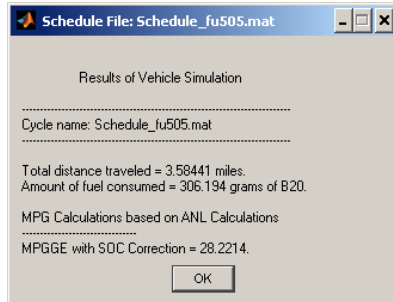 Schedule File: Schedule_fu505.mat
Results of Vehicle Simulation
--------------------------------------------------------------------------------
Cycle name: Schedule_fu505.mat
--------------------------------------------------------------------------------
Total distance traveled = 3.58441 miles.
Amount of fuel consumed = 306.194 grams of B20.
MPG Calculations based on ANL Calculations
----------------------------------
MPGGE with SOC Correction = 28.2214.
OK